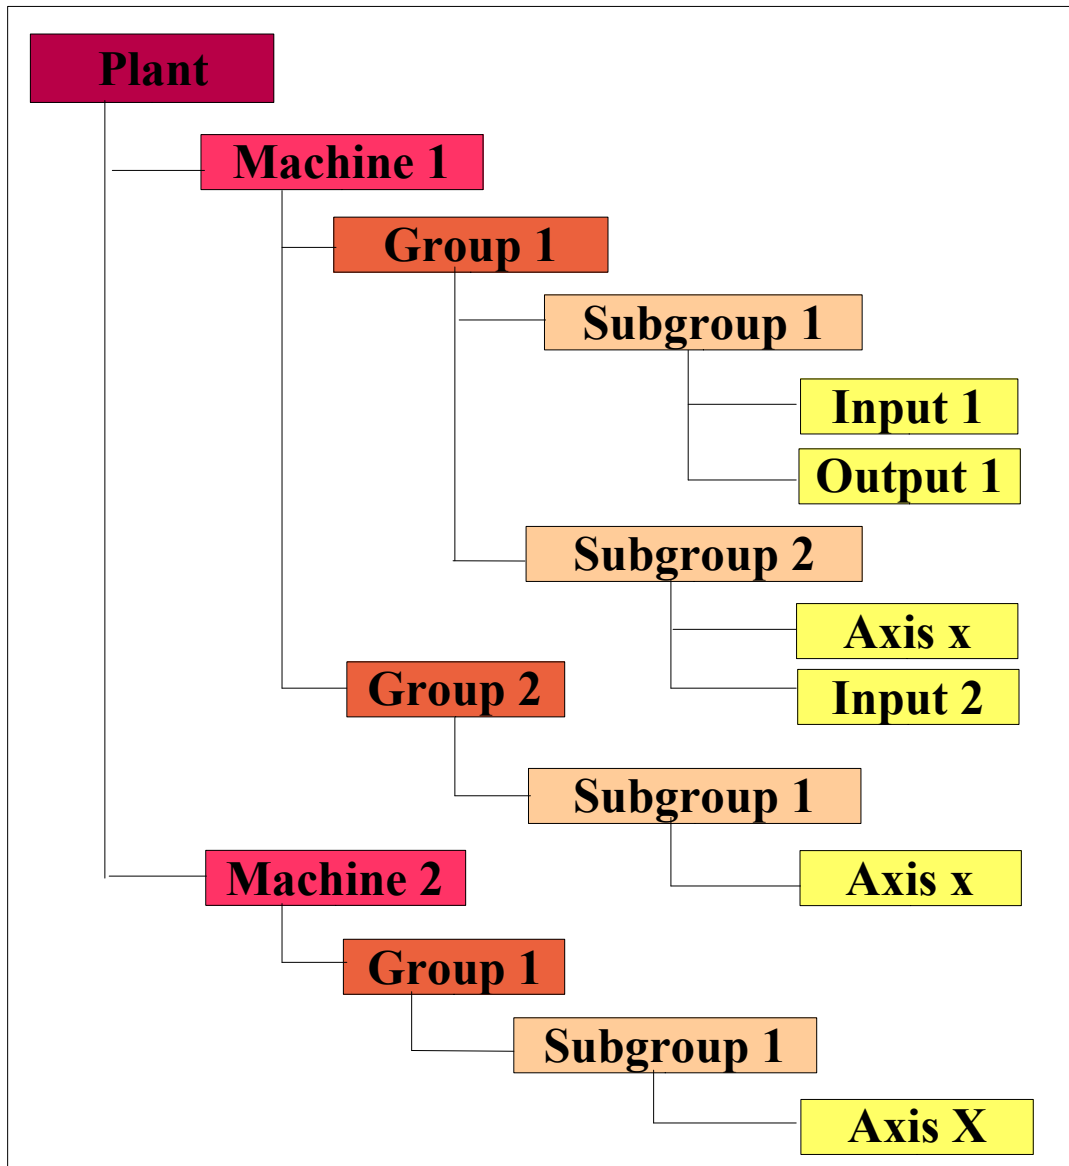 Plant
Machine 1
Group 1
Subgroup 1
Input 1
Output 1
Subgroup 2
Axis x
Group 2
Input 2
Subgroup 1
Machine 2
Axis x
Group 1
Subgroup 1
Axis X